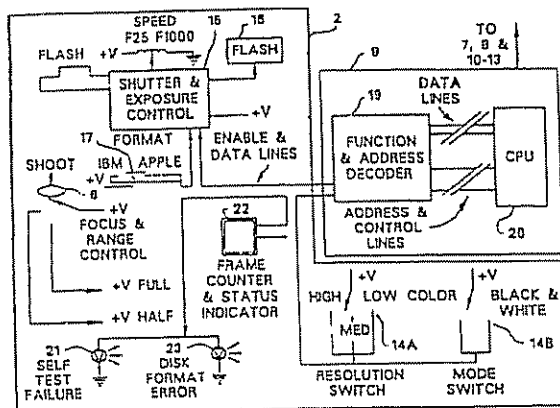 SPEED
F25 F1000
16
18
2
FLASH
+V
FLASH
TO
7, 8 &
10-13
9
SHUTTER &
EXPOSURE
CONTROL
+V
19
DATA
LINES
FORMAT
17
IBM APPLE
ENABLE &
DATA LINES
FUNCTION
& ADDRESS
DECODER
CPU
SHOOT
+V
6
+V
FOCUS &
RANGE
CONTROL
22
ADDRESS
& CONTROL
LINES
20
FRAME
COUNTER
& STATUS
INDICATOR
+V FULL
+V HALF
+V
+V
HIGH LOW COLOR
BLACK &
WHITE
MED
14A
14B
21
SELF
TEST
FAILURE
23
DISK
FORMAT
ERROR
RESOLUTION
SWITCH
MODE
SWITCH